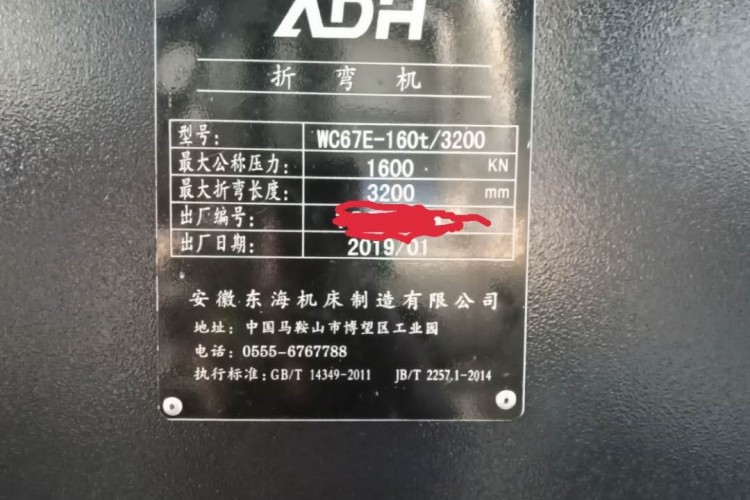 ADH
折弯机
型号: WC67E-160t/3200
最大公称压力: 1600 KN
最大折弯长度: 3200 mm
出厂编号:
出厂日期: 2019/01
安徽东海机床制造有限公司
地址: 中国马鞍山市博望区工业园
电话: 0555-6767788
执行标准: GB/T 14349-2011 JB/T 2257.1-2014